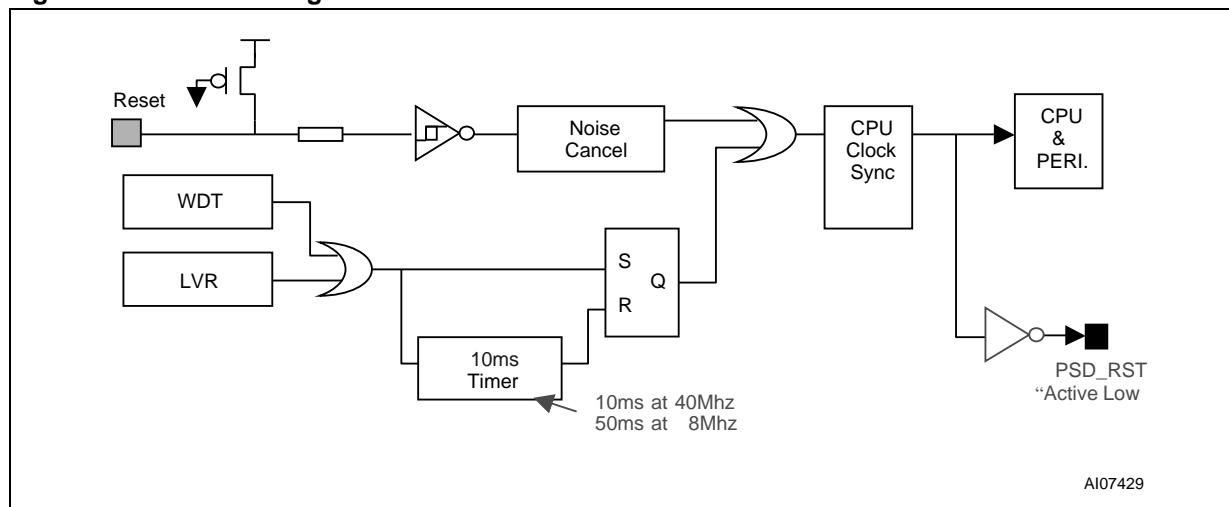 Reset
Noise
Cancel
CPU
Clock
Sync
CPU
&
PERI.
WDT
LVR
S
Q
R
10ms
Timer
10ms at 40Mhz
50ms at 8Mhz
PSD_RST
“Active Low
AI07429